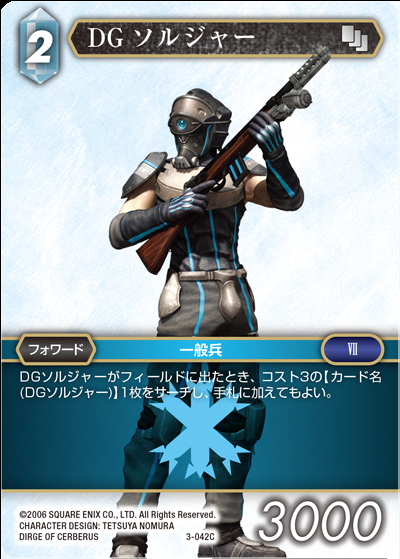 2
DG ソルジャー
フォワード
一般兵
VII
DGソルジャーがフィールドに出たとき、コスト3の【カード名
(DGソルジャー)】1枚をサーチし、手札に加えてもよい。
©2006 SQUARE ENIX CO., LTD. All Rights Reserved.
CHARACTER DESIGN: TETSUYA NOMURA
DIRGE OF CERBERUS
3-042C
3000